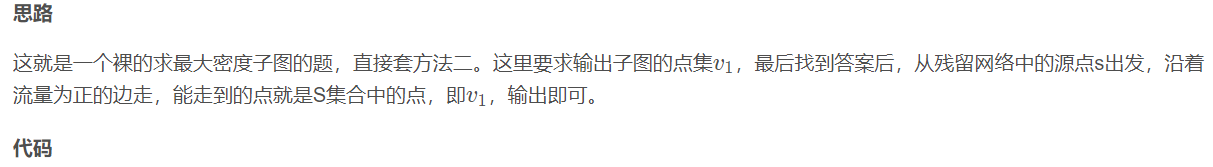 思路
这就是一个裸的求最大密度子图的题，直接套方法二。这里要求输出子图的点集v₁，最后找到答案后，从残留网络中的源点s出发，沿着
流量为正的边走，能走到的点就是S集合中的点，即v₁，输出即可。
代码